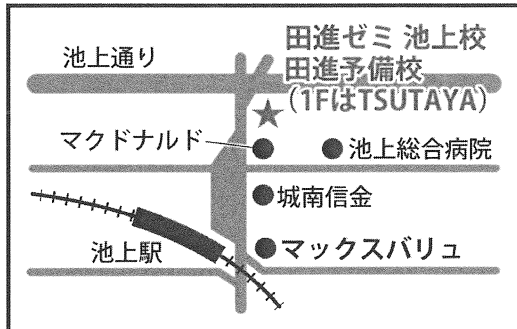 池上通り
田進ゼミ 池上校
田進予備校
（1FはTSUTAYA）
マクドナルド
池上総合病院
城南信金
池上駅
マックスバリュ